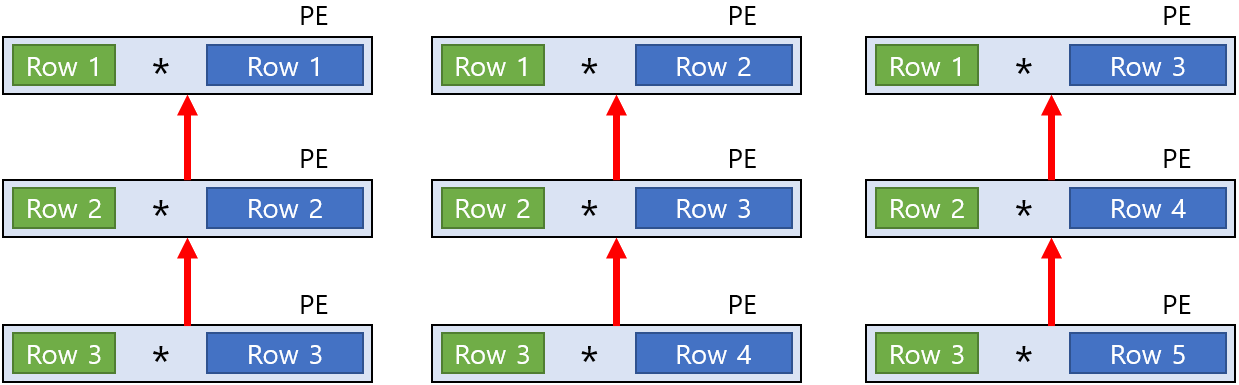 PE PE PE
Row 1 * Row 1 Row 1 * Row 2 Row 1 * Row 3
PE PE PE
Row 2 * Row 2 Row 2 * Row 3 Row 2 * Row 4
PE PE PE
Row 3 * Row 3 Row 3 * Row 4 Row 3 * Row 5